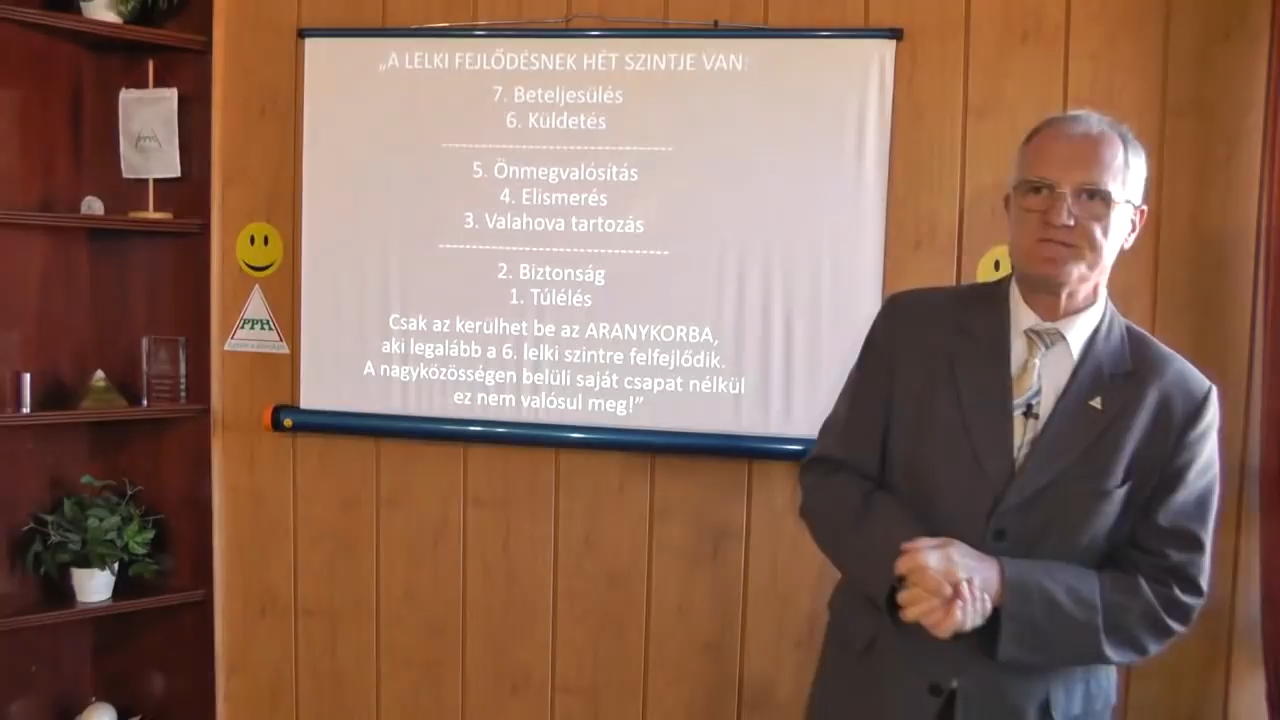 „A LELKI FEJLŐDÉSNEK HÉT SZINTJE VAN:
7. Beteljesülés
6. Küldetés
5. Önmegvalósítás
4. Elismerés
3. Valahova tartozás
2. Biztonság
1. Túlélés
Csak az kerülhet be az ARANYKORBA,
aki legalább a 6. lelki szintre felfejlődik.
A nagyközösségen belüli saját csapat nélkül
ez nem valósul meg!”
PPH